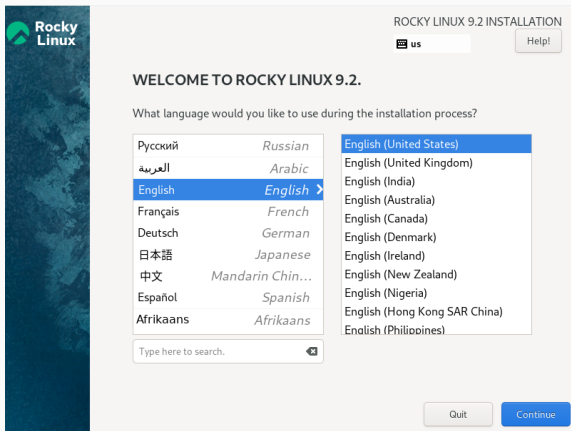 Rocky
Linux
ROCKY LINUX 9.2 INSTALLATION
us
Help!
WELCOME TO ROCKY LINUX 9.2.
What language would you like to use during the installation process?
Русский Russian
العربية Arabic
English English
Français French
Deutsch German
日本語 Japanese
中文 Mandarin Chin...
Español Spanish
Afrikaans Afrikaans
Type here to search.
English (United States)
English (United Kingdom)
English (India)
English (Australia)
English (Canada)
English (Denmark)
English (Ireland)
English (New Zealand)
English (Nigeria)
English (Hong Kong SAR China)
English (Philippines)
Quit
Continue